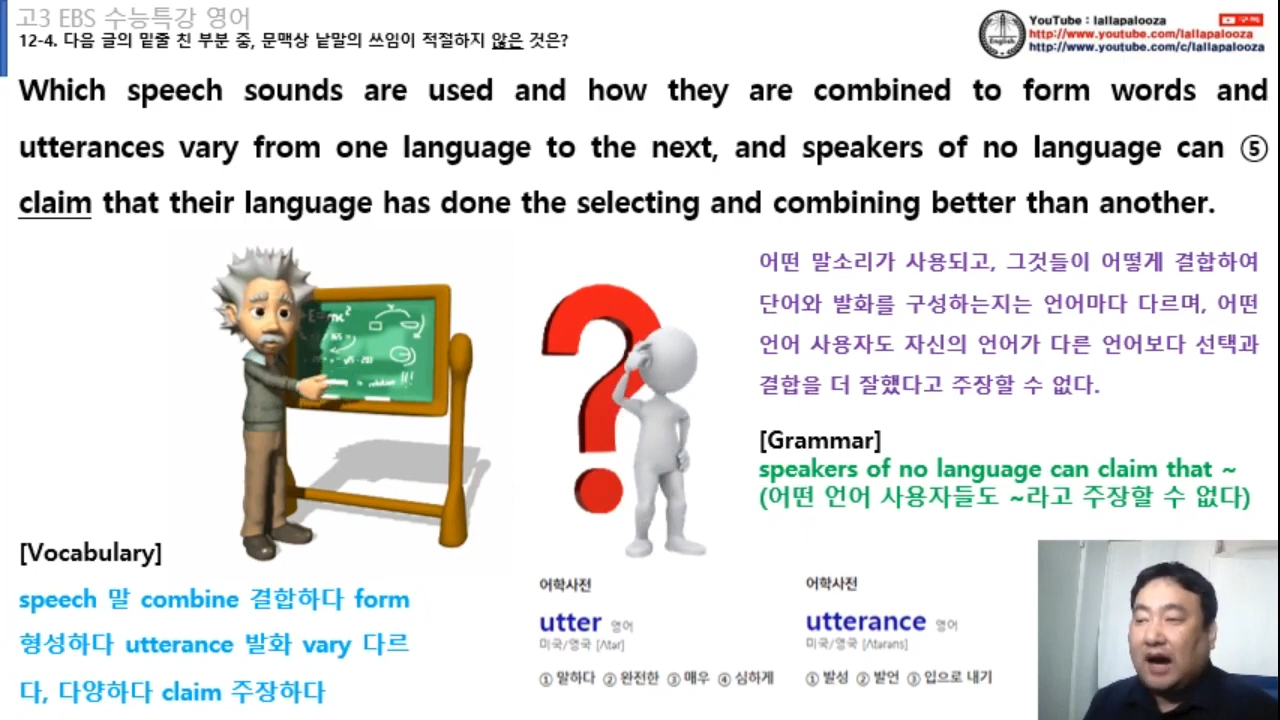 고3 EBS 수능특강 영어
12-4. 다음 글의 밑줄 친 부분 중, 문맥상 낱말의 쓰임이 적절하지 않은 것은?
YouTube : lallapalooza
구독
http://www.youtube.com/lallapalooza
http://www.youtube.com/c/lallapalooza
English
Which speech sounds are used and how they are combined to form words and
utterances vary from one language to the next, and speakers of no language can ⑤
claim that their language has done the selecting and combining better than another.
어떤 말소리가 사용되고, 그것들이 어떻게 결합하여
단어와 발화를 구성하는지는 언어마다 다르며, 어떤
언어 사용자도 자신의 언어가 다른 언어보다 선택과
결합을 더 잘했다고 주장할 수 없다.
[Grammar]
speakers of no language can claim that ~
(어떤 언어 사용자들도 ~라고 주장할 수 없다)
[Vocabulary]
speech 말 combine 결합하다 form
형성하다 utterance 발화 vary 다르
다, 다양하다 claim 주장하다
어학사전
utter 영어
미국/영국 [ʌtər]
① 말하다 ② 완전한 ③ 매우 ④ 심하게
어학사전
utterance 영어
미국/영국 [ʌtərəns]
① 발성 ② 발언 ③ 입으로 내기